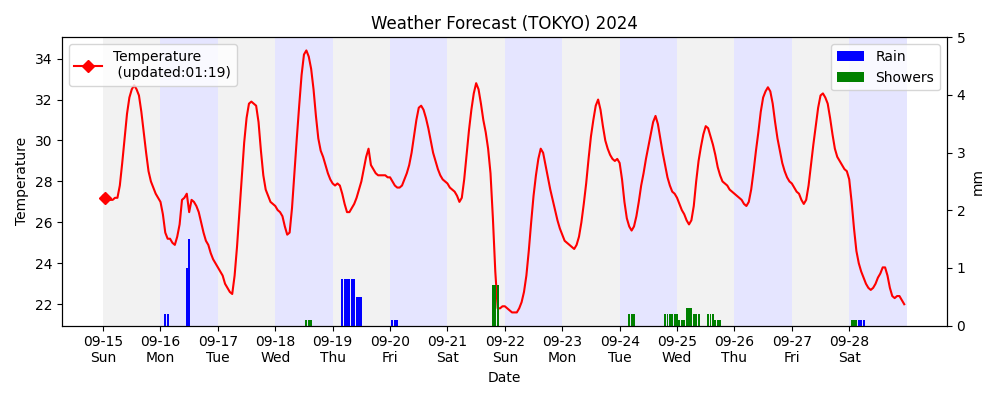 Weather Forecast (TOKYO) 2024
Temperature
(updated:01:19)
Rain
Showers
Temperature
34
32
30
28
26
24
22
5
4
3
2
1
0
mm
09-15 09-16 09-17 09-18 09-19 09-20 09-21 09-22 09-23 09-24 09-25 09-26 09-27 09-28
Sun Mon Tue Wed Thu Fri Sat Sun Mon Tue Wed Thu Fri Sat
Date